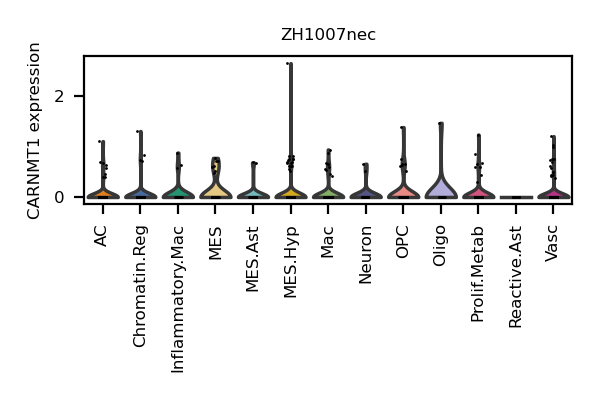 ZH1007nec
CARNMT1 expression
2
0
AC
Chromatin.Reg
Inflammatory.Mac
MES
MES.Ast
MES.Hyp
Mac
Neuron
OPC
Oligo
Prolif.Metab
Reactive.Ast
Vasc